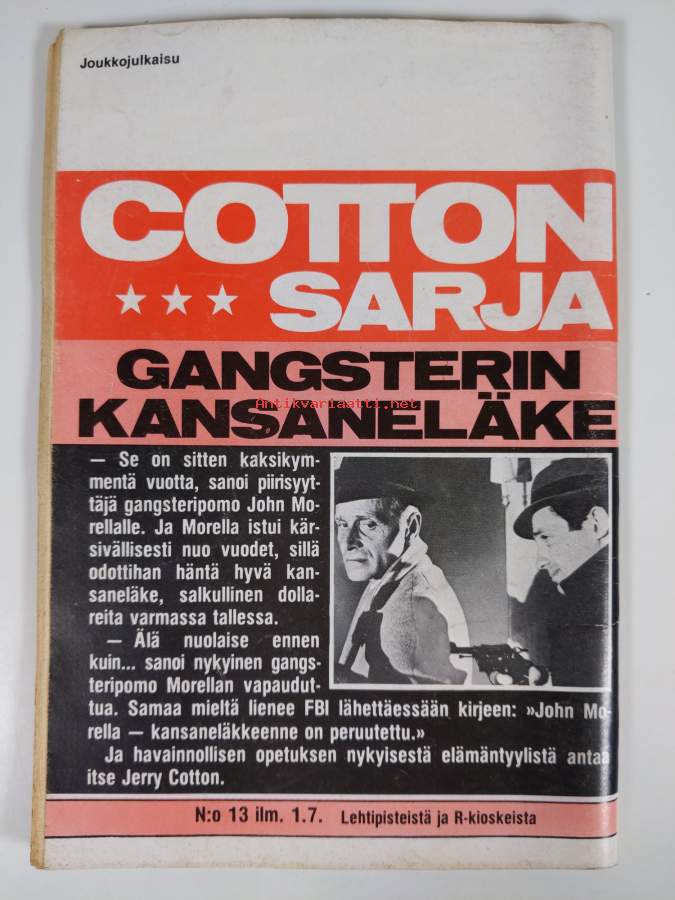 Joukkojulkaisu
COTTON
SARJA
GANGSTERIN
Antikvariaatti.net
KANSANELÄKE
— Se on sitten kaksikym-
mentä vuotta, sanoi piirisyyt-
täjä gangsteripomo John Mo-
rellalle. Ja Morella istui kär-
sivällisesti nuo vuodet, sillä
odottihan häntä hyvä kan-
saneläke, salkullinen dolla-
reita varmassa tallessa.
— Älä nuolaise ennen
kuin... sanoi nykyinen gangs-
teripomo Morellan vapaudut-
tua. Samaa mieltä lienee FBI lähettäessään kirjeen: »John Mo-
rella — kansaneläkkeenne on peruutettu.»
Ja havainnollisen opetuksen nykyisestä elämäntyylistä antaa
itse Jerry Cotton.
N:o 13 ilm. 1.7. Lehtipisteistä ja R-kioskeista